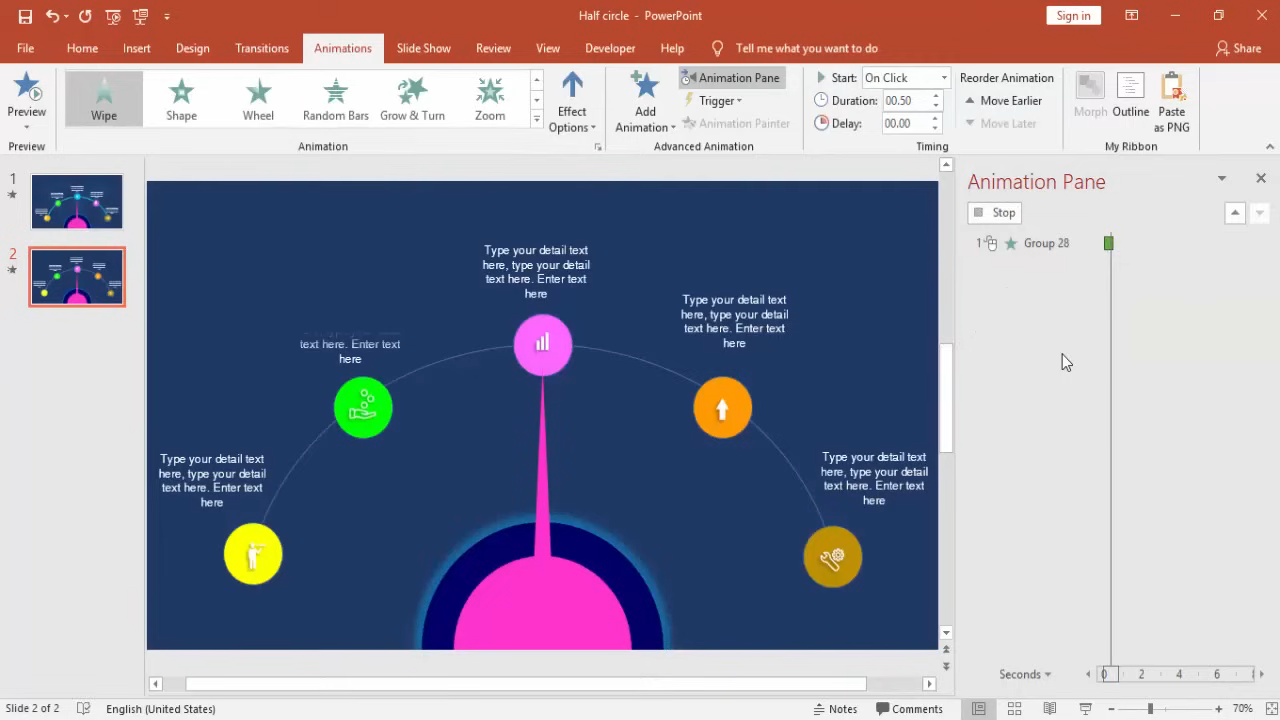 Half circle - PowerPoint
Sign in
File Home Insert Design Transitions Animations Slide Show Review View Developer Help Tell me what you want to do Share
Preview
Wipe Shape Wheel Random Bars Grow & Turn Zoom
Effect
Options
Add
Animation
Animation Pane
Trigger
Animation Painter
Start: On Click
Duration: 00.50
Delay: 00.00
Reorder Animation
Move Earlier
Move Later
Morph Outline Paste
as PNG
Preview Animation Advanced Animation Timing My Ribbon
1
2
Animation Pane
Stop
1 Group 28
Type your detail text
here, type your detail
text here. Enter text
here
Type your detail text
here, type your detail
text here. Enter text
here
text here. Enter text
here
Type your detail text
here, type your detail
text here. Enter text
here
Type your detail text
here, type your detail
text here. Enter text
here
Seconds 0 2 4 6
Slide 2 of 2 English (United States) Notes Comments 70%